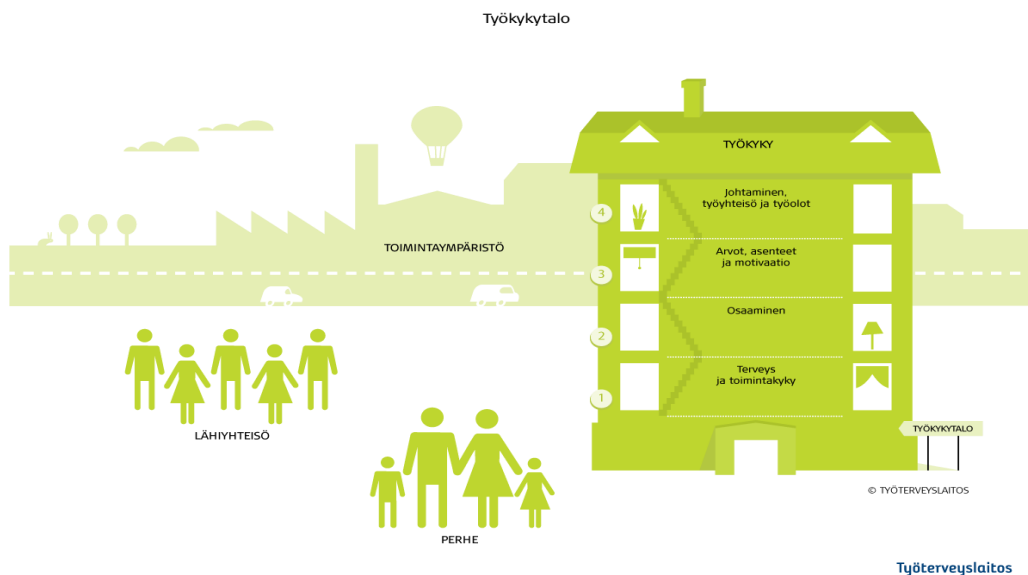 Työkykytalo
TYÖKYKY
4
Johtaminen,
työyhteisö ja työolot
3
Arvot, asenteet
ja motivaatio
2
Osaaminen
1
Terveys
ja toimintakyky
TOIMINTAYMPÄRISTÖ
LÄHIYHTEISÖ
PERHE
TYÖKYKYTALO
© TYÖTERVEYSLAITOS
Työterveyslaitos